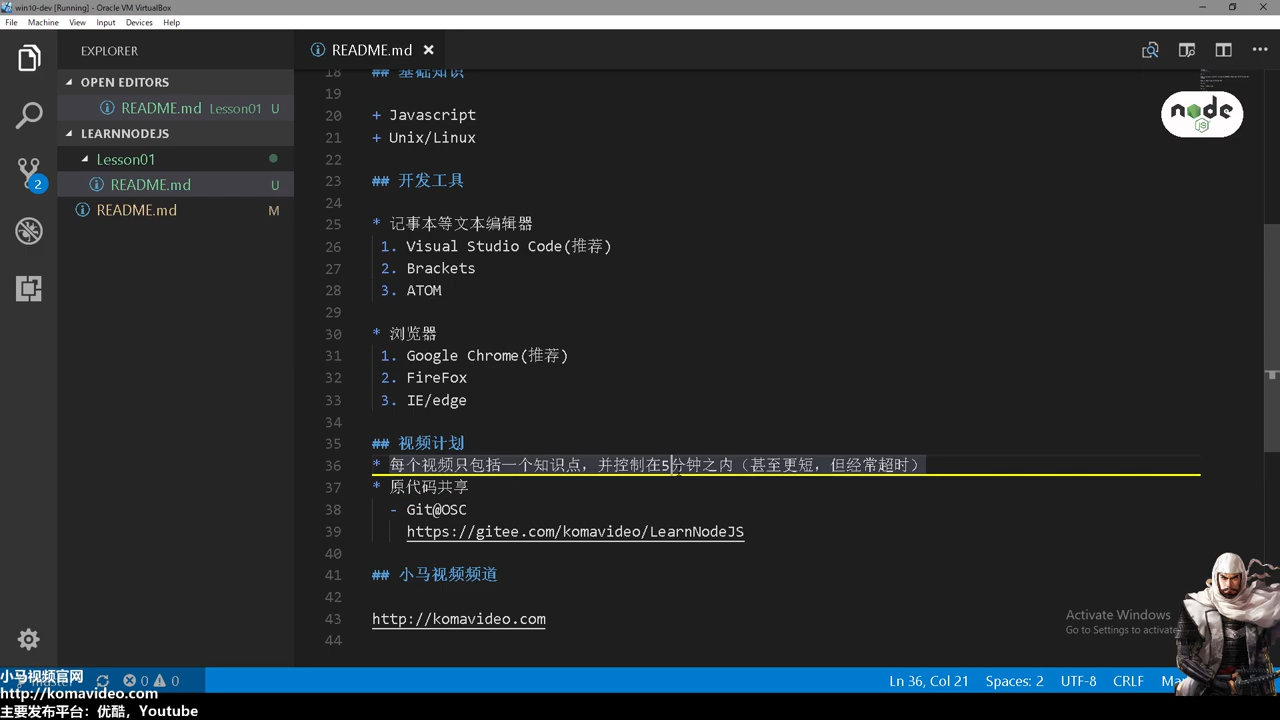 win10-dev [Running] - Oracle VM VirtualBox
File Machine View Input Devices Help
EXPLORER
README.md
OPEN EDITORS
README.md Lesson01 U
LEARNNODEJS
Lesson01
README.md U
README.md M
2
18 ## 基础知识
19
20 + Javascript
21 + Unix/Linux
22
23 ## 开发工具
24
25 * 记事本等文本编辑器
26 1. Visual Studio Code(推荐)
27 2. Brackets
28 3. ATOM
29
30 * 浏览器
31 1. Google Chrome(推荐)
32 2. FireFox
33 3. IE/edge
34
35 ## 视频计划
36 * 每个视频只包括一个知识点，并控制在5分钟之内（甚至更短，但经常超时）
37 * 原代码共享
38 - Git@OSC
39 https://gitee.com/komavideo/LearnNodeJS
40
41 ## 小马视频频道
42
43 http://komavideo.com
44
node
JS
Activate Windows
Go to Settings to activate
小马视频官网
http://komavideo.com
主要发布平台：优酷，Youtube
0 0
Ln 36, Col 21 Spaces: 2 UTF-8 CRLF